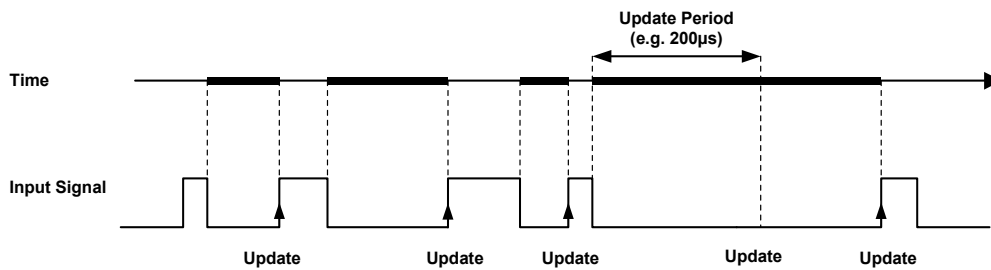 Update Period
(e.g. 200µs)
Time
Input Signal
Update Update Update Update Update